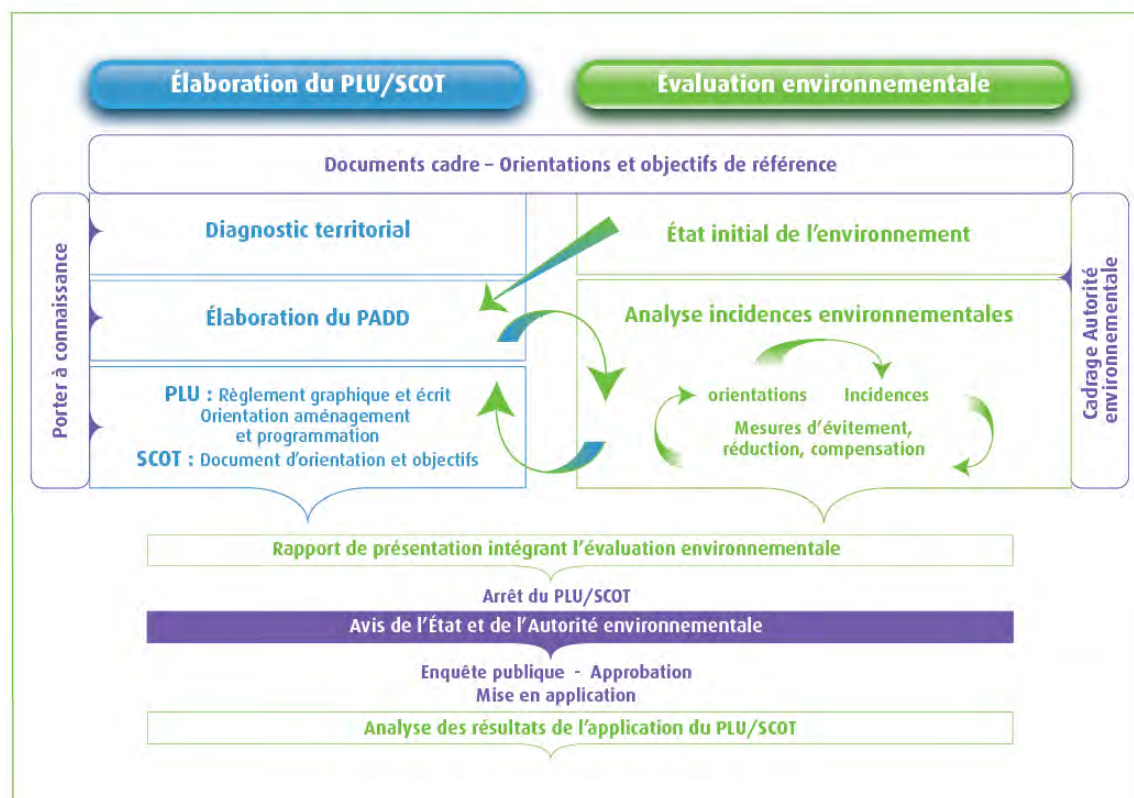 Élaboration du PLU/SCOT
Évaluation environnementale
Documents cadre – Orientations et objectifs de référence
Porter à connaissance
Diagnostic territorial
État initial de l'environnement
Élaboration du PADD
Analyse incidences environnementales
orientations
Incidences
Mesures d'évitement,
réduction, compensation
PLU : Règlement graphique et écrit
Orientation aménagement
et programmation
SCOT : Document d'orientation et objectifs
Cadrage Autorité
environnementale
Rapport de présentation intégrant l'évaluation environnementale
Arrêt du PLU/SCOT
Avis de l'État et de l'Autorité environnementale
Enquête publique - Approbation
Mise en application
Analyse des résultats de l'application du PLU/SCOT